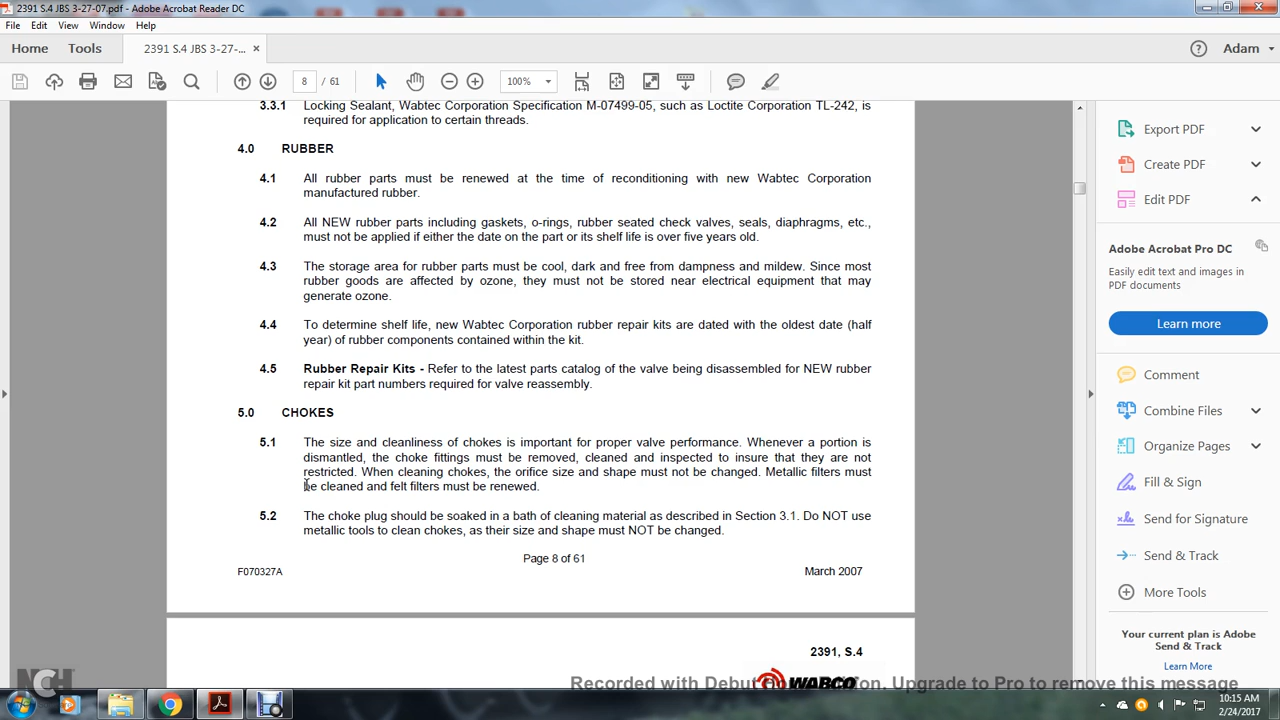 2391 S.4 JBS 3-27-07.pdf - Adobe Acrobat Reader DC
File Edit View Window Help
Home Tools 2391 S.4 JBS 3-27-... × Adam
8 / 61 100%
3.3.1 Locking Sealant, Wabtec Corporation Specification M-07499-05, such as Loctite Corporation TL-242, is
required for application to certain threads.
4.0 RUBBER
4.1 All rubber parts must be renewed at the time of reconditioning with new Wabtec Corporation
manufactured rubber.
4.2 All NEW rubber parts including gaskets, o-rings, rubber seated check valves, seals, diaphragms, etc.,
must not be applied if either the date on the part or its shelf life is over five years old.
4.3 The storage area for rubber parts must be cool, dark and free from dampness and mildew. Since most
rubber goods are affected by ozone, they must not be stored near electrical equipment that may
generate ozone.
4.4 To determine shelf life, new Wabtec Corporation rubber repair kits are dated with the oldest date (half
year) of rubber components contained within the kit.
4.5 Rubber Repair Kits - Refer to the latest parts catalog of the valve being disassembled for NEW rubber
repair kit part numbers required for valve reassembly.
5.0 CHOKES
5.1 The size and cleanliness of chokes is important for proper valve performance. Whenever a portion is
dismantled, the choke fittings must be removed, cleaned and inspected to insure that they are not
restricted. When cleaning chokes, the orifice size and shape must not be changed. Metallic filters must
be cleaned and felt filters must be renewed.
5.2 The choke plug should be soaked in a bath of cleaning material as described in Section 3.1. Do NOT use
metallic tools to clean chokes, as their size and shape must NOT be changed.
Page 8 of 61
F070327A March 2007
2391, S.4
WABCO
Export PDF
Create PDF
Edit PDF
Adobe Acrobat Pro DC
Easily edit text and images in
PDF documents
Learn more
Comment
Combine Files
Organize Pages
Fill & Sign
Send for Signature
Send & Track
More Tools
Your current plan is Adobe
Send & Track
Learn More
NCH
Recorded with Debut
on. Upgrade to Pro to remove this message
10:15 AM
2/24/2017